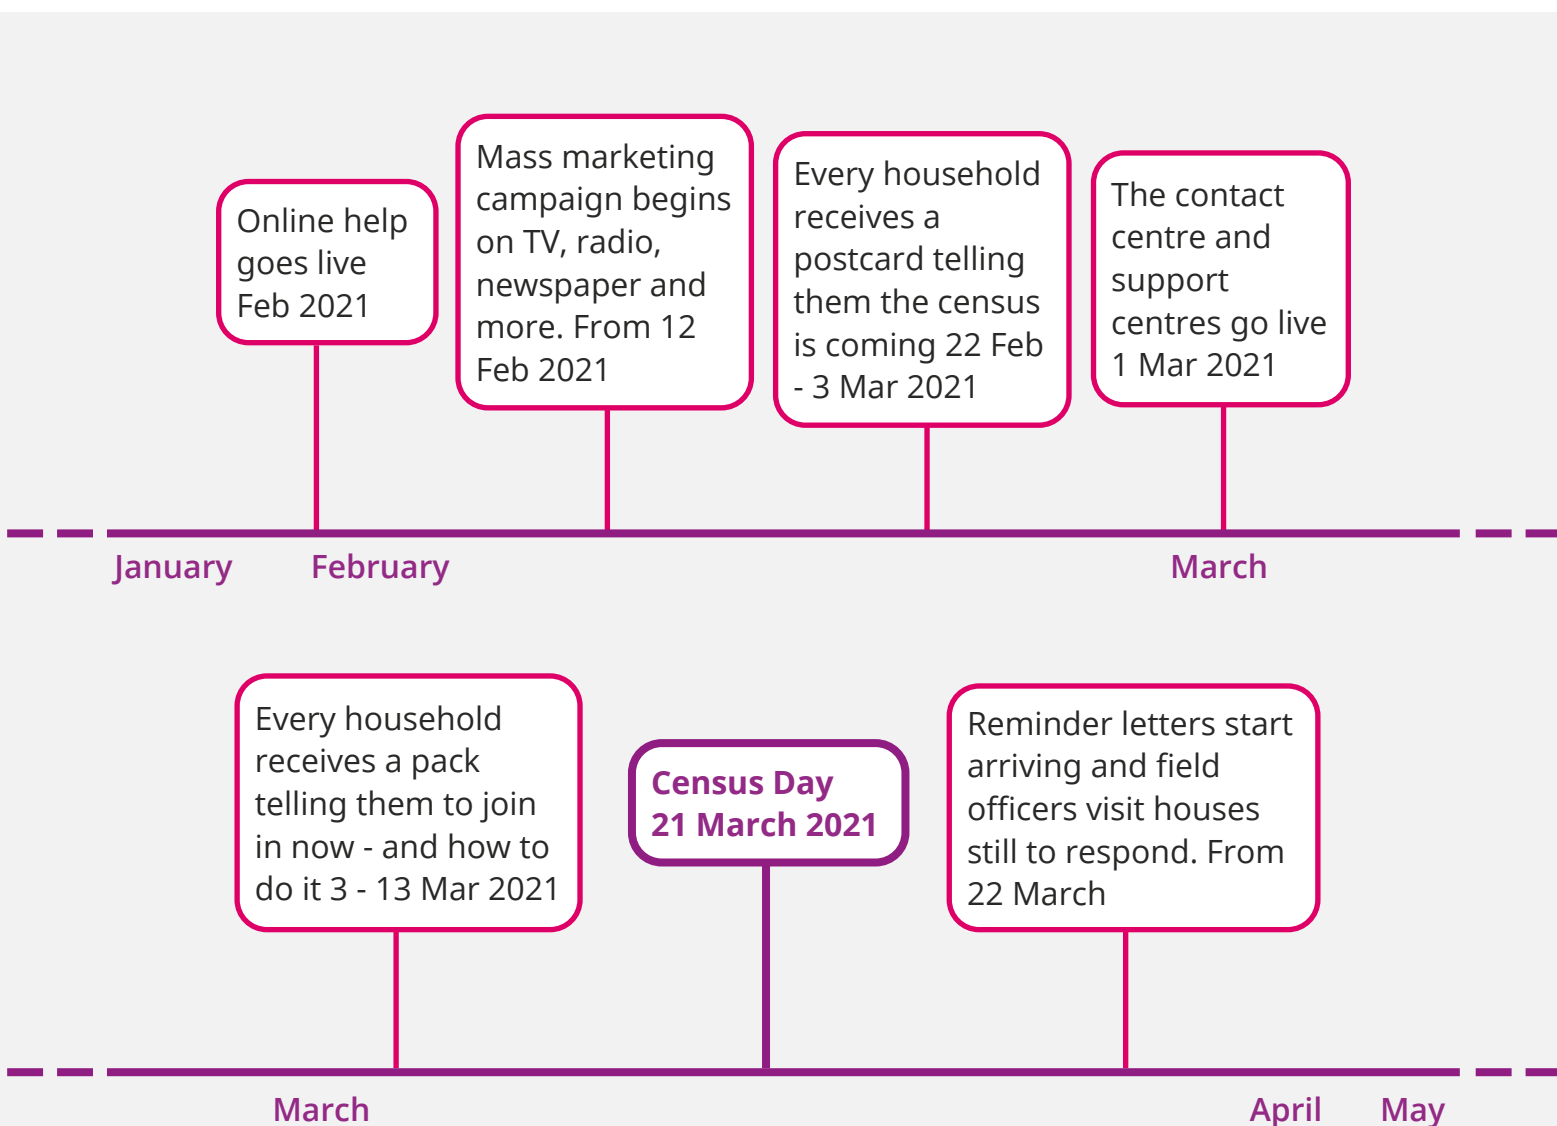 Online help
goes live
Feb 2021
Mass marketing
campaign begins
on TV, radio,
newspaper and
more. From 12
Feb 2021
Every household
receives a
postcard telling
them the census
is coming 22 Feb
- 3 Mar 2021
The contact
centre and
support
centres go live
1 Mar 2021
January
February
March
Every household
receives a pack
telling them to join
in now - and how to
do it 3 - 13 Mar 2021
Census Day
21 March 2021
Reminder letters start
arriving and field
officers visit houses
still to respond. From
22 March
March
April
May